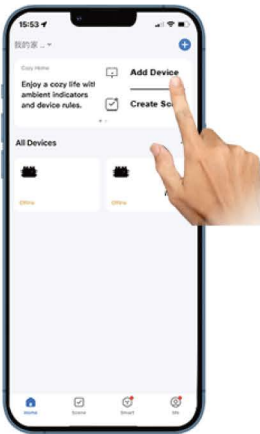 15:53
我的家 ..
Cozy Home
Enjoy a cozy life with
ambient indicators
and device rules.
Add Device
Create Sc
All Devices
Offline
Offline
Home
Scene
Smart
Me